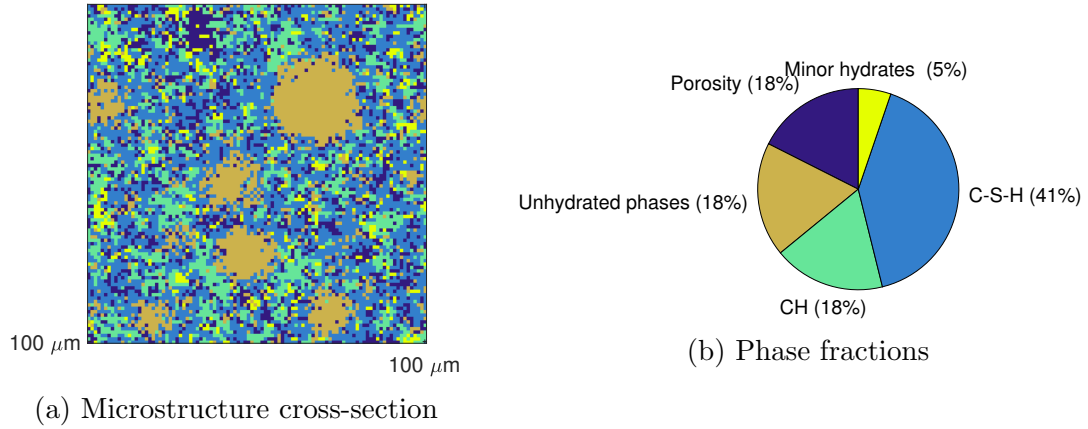 100 μm
100 μm
(a) Microstructure cross-section
Minor hydrates (5%)
Porosity (18%)
Unhydrated phases (18%)
C-S-H (41%)
CH (18%)
(b) Phase fractions